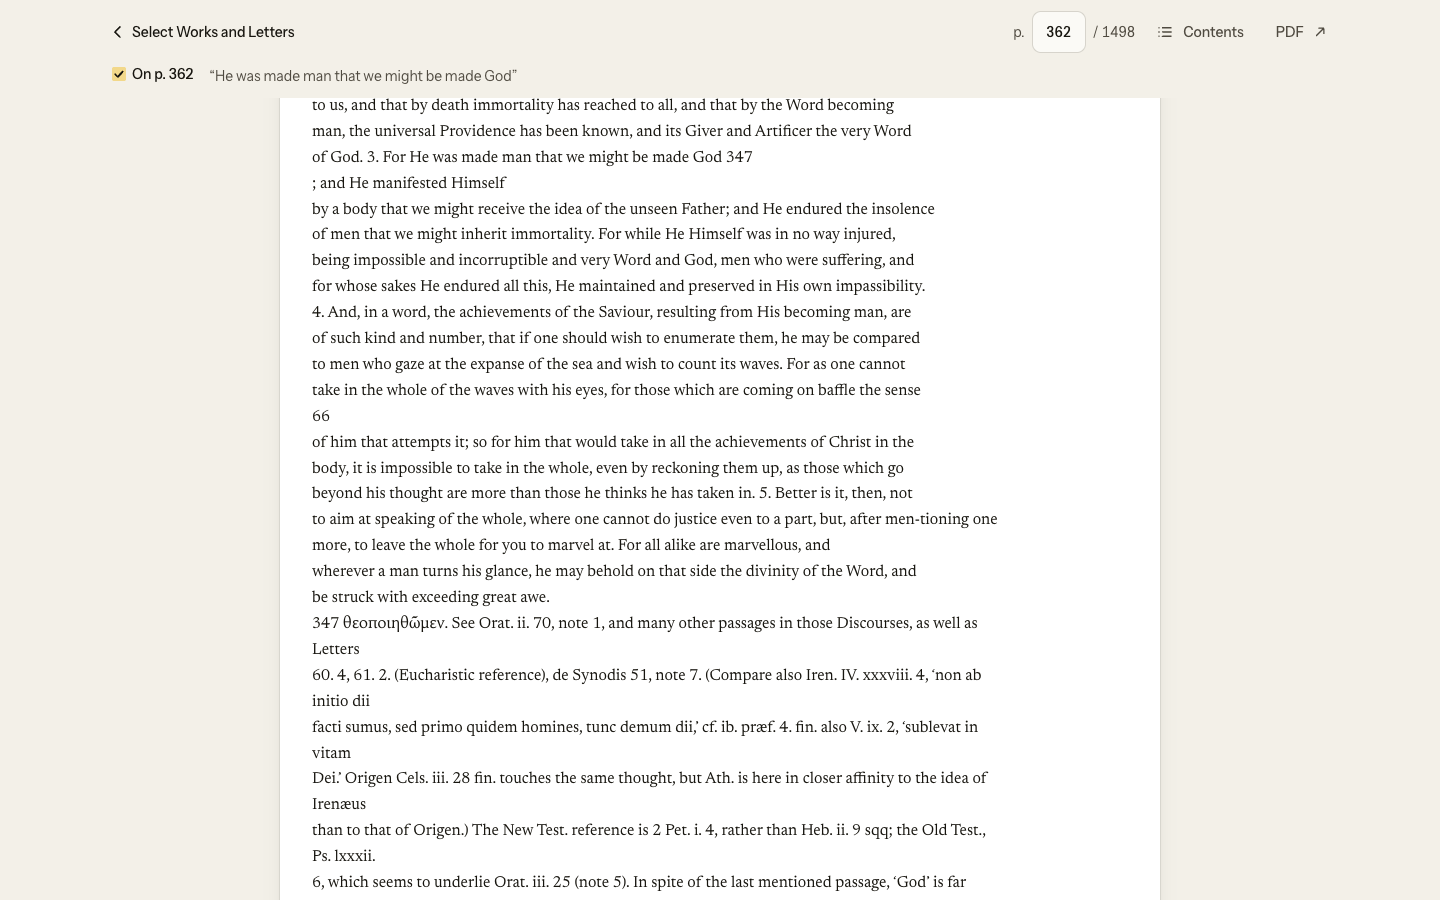 Select Works and Letters
p. 362 / 1498 Contents PDF
On p. 362 “He was made man that we might be made God”
to us, and that by death immortality has reached to all, and that by the Word becoming
man, the universal Providence has been known, and its Giver and Artificer the very Word
of God. 3. For He was made man that we might be made God 347
; and He manifested Himself
by a body that we might receive the idea of the unseen Father; and He endured the insolence
of men that we might inherit immortality. For while He Himself was in no way injured,
being impossible and incorruptible and very Word and God, men who were suffering, and
for whose sakes He endured all this, He maintained and preserved in His own impassibility.
4. And, in a word, the achievements of the Saviour, resulting from His becoming man, are
of such kind and number, that if one should wish to enumerate them, he may be compared
to men who gaze at the expanse of the sea and wish to count its waves. For as one cannot
take in the whole of the waves with his eyes, for those which are coming on baffle the sense
66
of him that attempts it; so for him that would take in all the achievements of Christ in the
body, it is impossible to take in the whole, even by reckoning them up, as those which go
beyond his thought are more than those he thinks he has taken in. 5. Better is it, then, not
to aim at speaking of the whole, where one cannot do justice even to a part, but, after men-tioning one
more, to leave the whole for you to marvel at. For all alike are marvellous, and
wherever a man turns his glance, he may behold on that side the divinity of the Word, and
be struck with exceeding great awe.
347 θεοποιηθῶμεν. See Orat. ii. 70, note 1, and many other passages in those Discourses, as well as
Letters
60. 4, 61. 2. (Eucharistic reference), de Synodis 51, note 7. (Compare also Iren. IV. xxxviii. 4, ‘non ab
initio dii
facti sumus, sed primo quidem homines, tunc demum dii,’ cf. ib. præf. 4. fin. also V. ix. 2, ‘sublevat in
vitam
Dei.’ Origen Cels. iii. 28 fin. touches the same thought, but Ath. is here in closer affinity to the idea of
Irenæus
than to that of Origen.) The New Test. reference is 2 Pet. i. 4, rather than Heb. ii. 9 sqq; the Old Test.,
Ps. lxxxii.
6, which seems to underlie Orat. iii. 25 (note 5). In spite of the last mentioned passage, ‘God’ is far